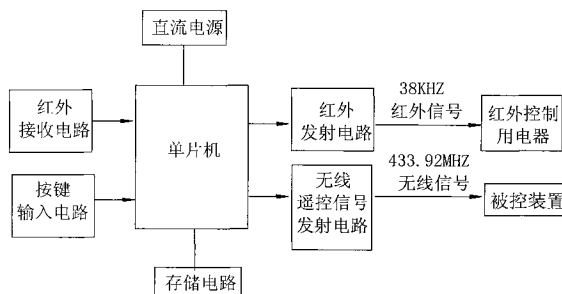 直流电源
红外
接收电路
按键
输入电路
单片机
存储电路
红外
发射电路
38KHZ
红外信号
红外控制
用电器
无线
遥控信号
发射电路
433.92MHZ
无线信号
被控装置